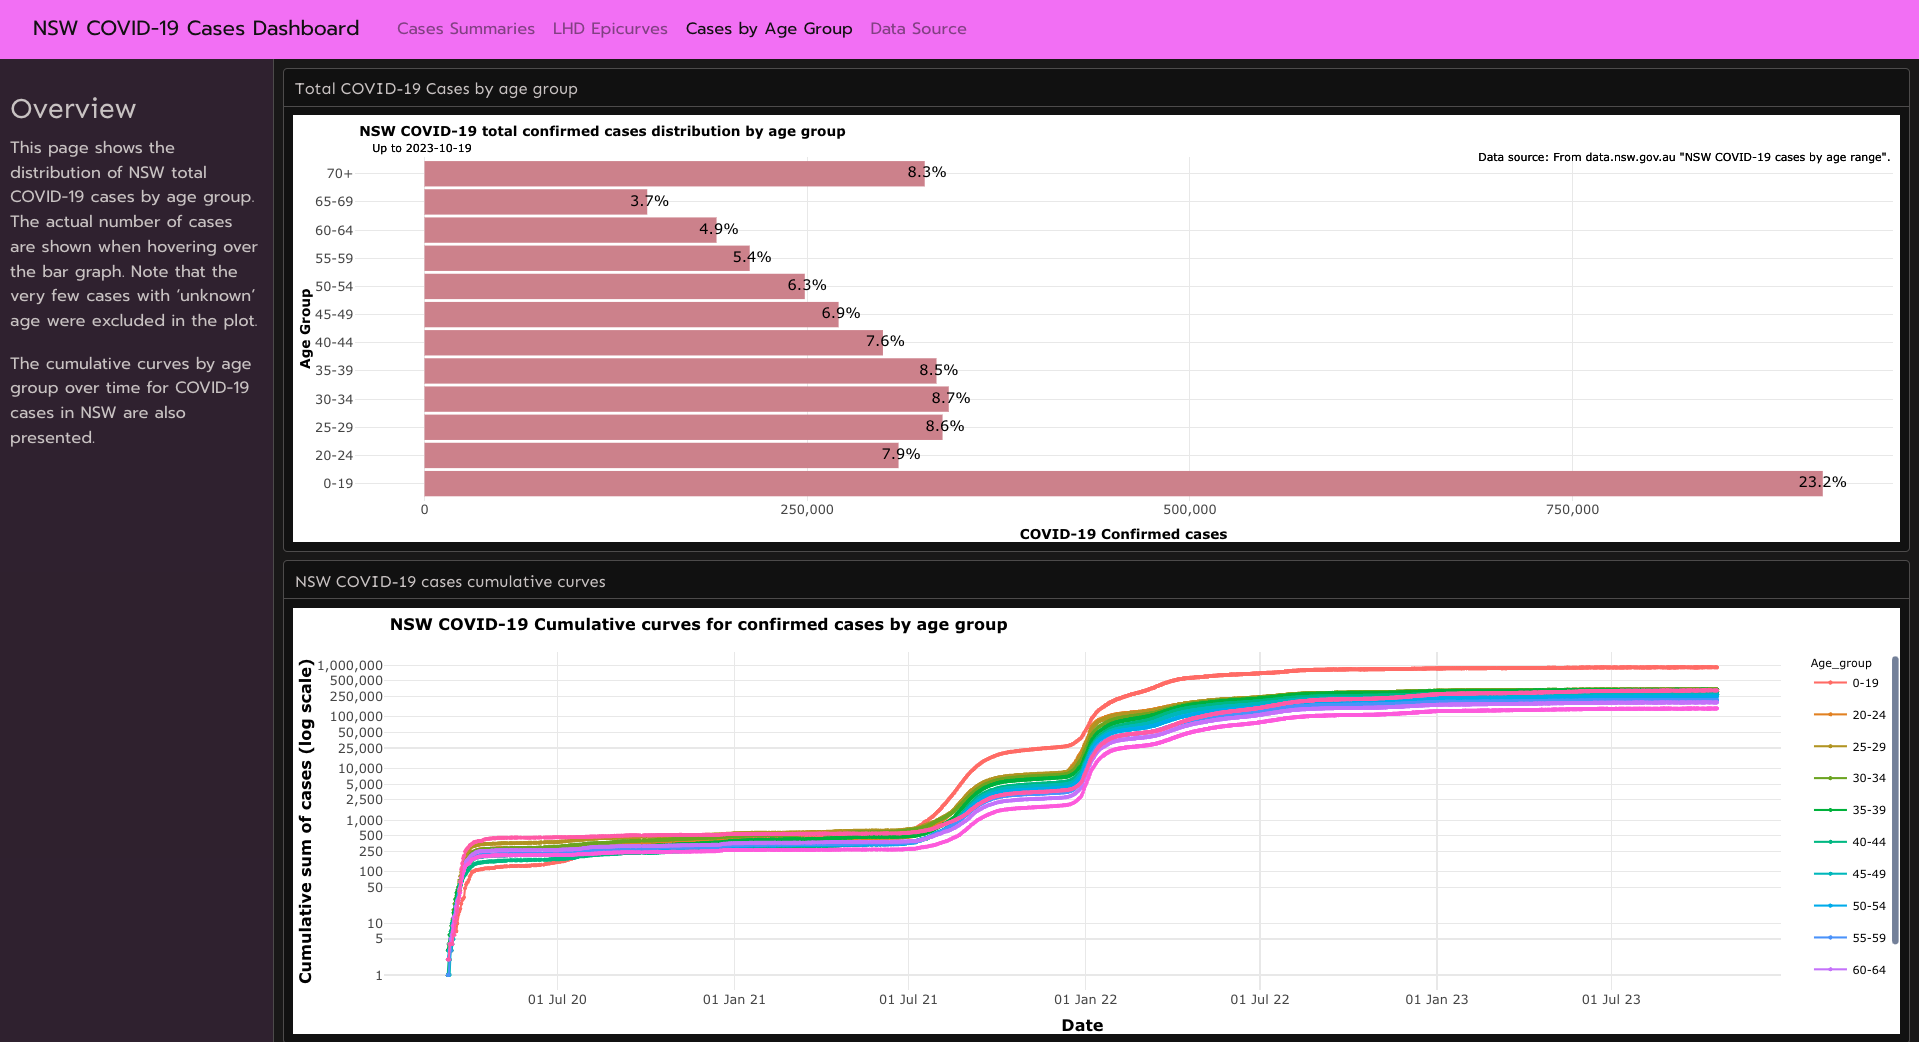 NSW COVID-19 Cases Dashboard
Cases Summaries
LHD Epicurves
Cases by Age Group
Data Source
Overview
This page shows the
distribution of NSW total
COVID-19 cases by age group.
The actual number of cases
are shown when hovering over
the bar graph. Note that the
very few cases with ‘unknown’
age were excluded in the plot.
The cumulative curves by age
group over time for COVID-19
cases in NSW are also
presented.
Total COVID-19 Cases by age group
NSW COVID-19 total confirmed cases distribution by age group
Up to 2023-10-19
Data source: From data.nsw.gov.au "NSW COVID-19 cases by age range".
Age Group
70+ 8.3%
65-69 3.7%
60-64 4.9%
55-59 5.4%
50-54 6.3%
45-49 6.9%
40-44 7.6%
35-39 8.5%
30-34 8.7%
25-29 8.6%
20-24 7.9%
0-19 23.2%
0 250,000 500,000 750,000
COVID-19 Confirmed cases
NSW COVID-19 cases cumulative curves
NSW COVID-19 Cumulative curves for confirmed cases by age group
Cumulative sum of cases (log scale)
1,000,000
500,000
250,000
100,000
50,000
25,000
10,000
5,000
2,500
1,000
500
250
100
50
10
5
1
01 Jul 20 01 Jan 21 01 Jul 21 01 Jan 22 01 Jul 22 01 Jan 23 01 Jul 23
Date
Age_group
0-19
20-24
25-29
30-34
35-39
40-44
45-49
50-54
55-59
60-64